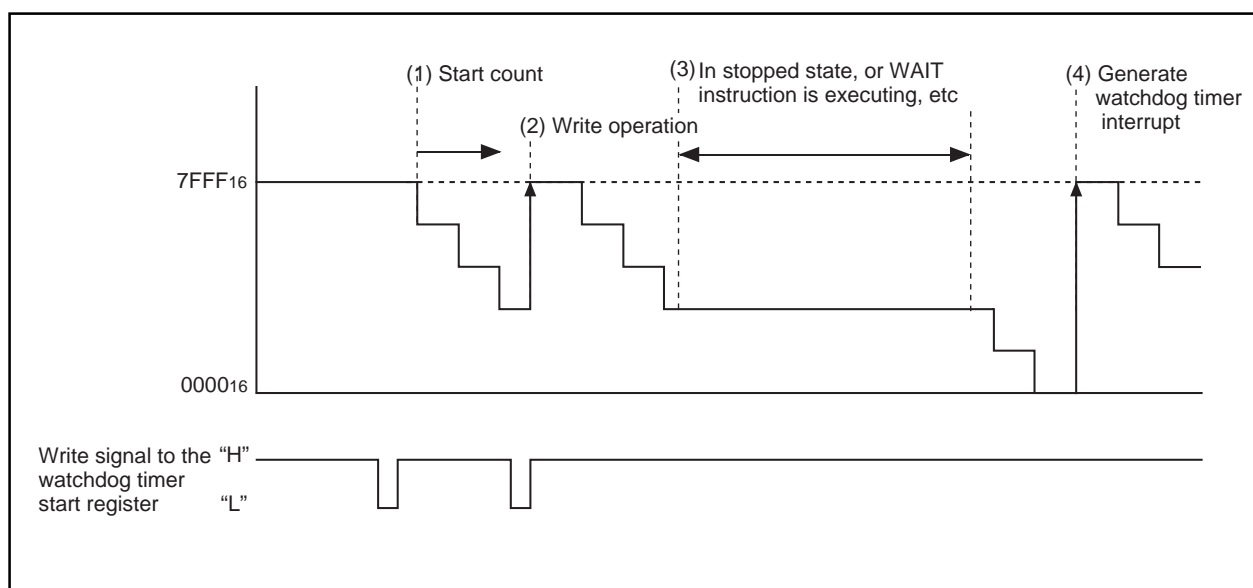 (1) Start count
(2) Write operation
(3) In stopped state, or WAIT
instruction is executing, etc
(4) Generate
watchdog timer
interrupt
7FFF16
000016
Write signal to the “H”
watchdog timer
start register “L”